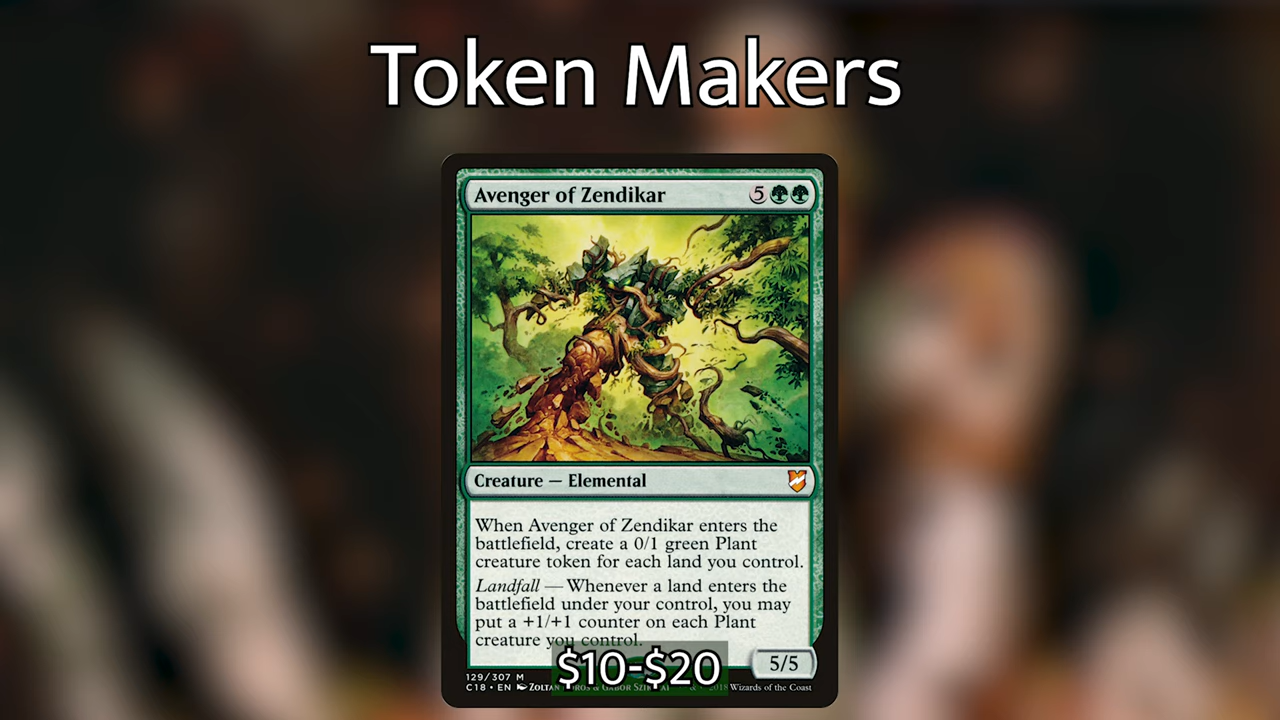 Token Makers
Avenger of Zendikar 5
Creature — Elemental
When Avenger of Zendikar enters the
battlefield, create a 0/1 green Plant
creature token for each land you control.
Landfall — Whenever a land enters the
battlefield under your control, you may
put a +1/+1 counter on each Plant
creature you control.
$10-$20
5/5
129/307 M
C18 • EN Wizards of the Coast